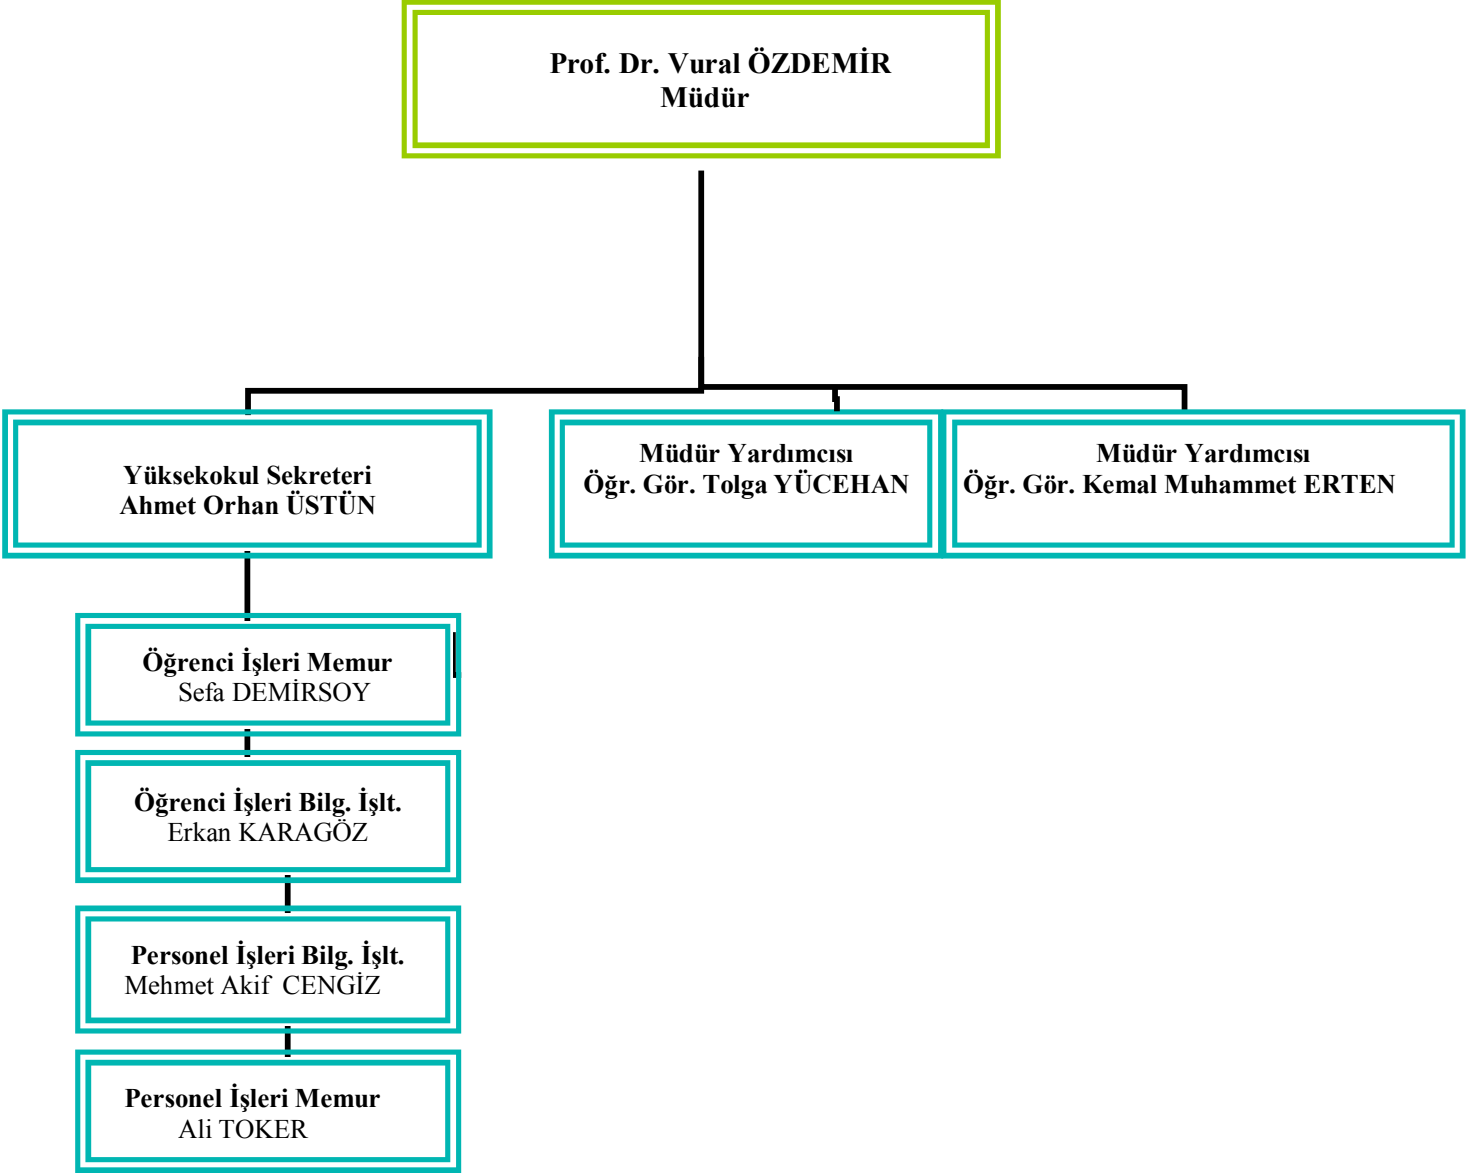 Prof. Dr. Vural ÖZDEMİR
Müdür
Yüksekokul Sekreteri
Ahmet Orhan ÜSTÜN
Müdür Yardımcısı
Öğr. Gör. Tolga YÜCEHAN
Müdür Yardımcısı
Öğr. Gör. Kemal Muhammet ERTEN
Öğrenci İşleri Memur
Sefa DEMİRSOY
Öğrenci İşleri Bilg. İşlt.
Erkan KARAGÖZ
Personel İşleri Bilg. İşlt.
Mehmet Akif  CENGİZ
Personel İşleri Memur
Ali TOKER